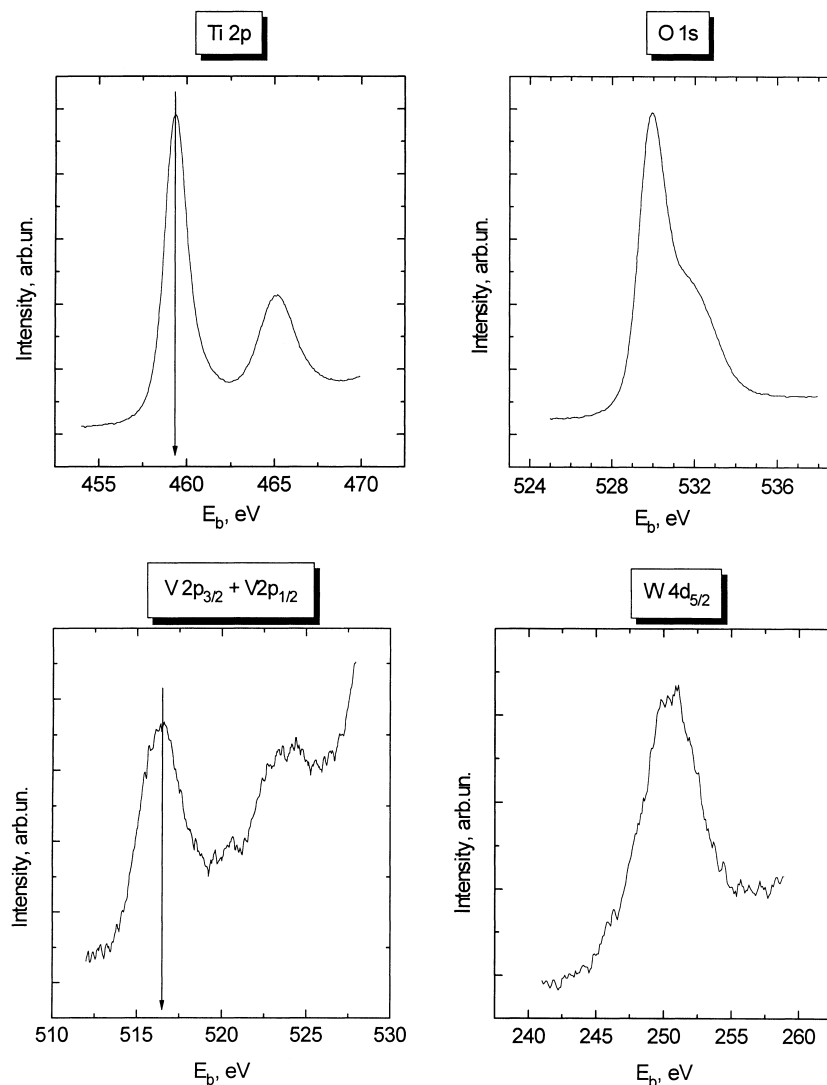 Ti 2p
Intensity, arb.un.
455 460 465 470
E_b, eV
O 1s
Intensity, arb.un.
524 528 532 536
E_b, eV
V 2p_3/2 + V2p_1/2
Intensity, arb.un.
510 515 520 525 530
E_b, eV
W 4d_5/2
Intensity, arb.un.
240 245 250 255 260
E_b, eV